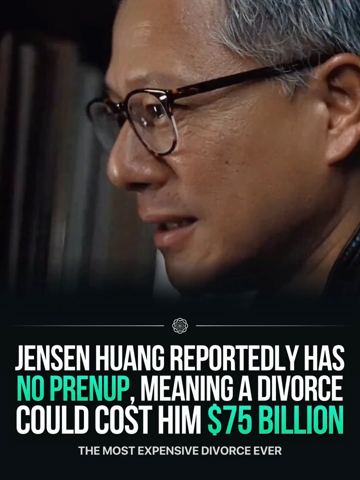 JENSEN HUANG REPORTEDLY HAS
NO PRENUP, MEANING A DIVORCE
COULD COST HIM $75 BILLION
THE MOST EXPENSIVE DIVORCE EVER